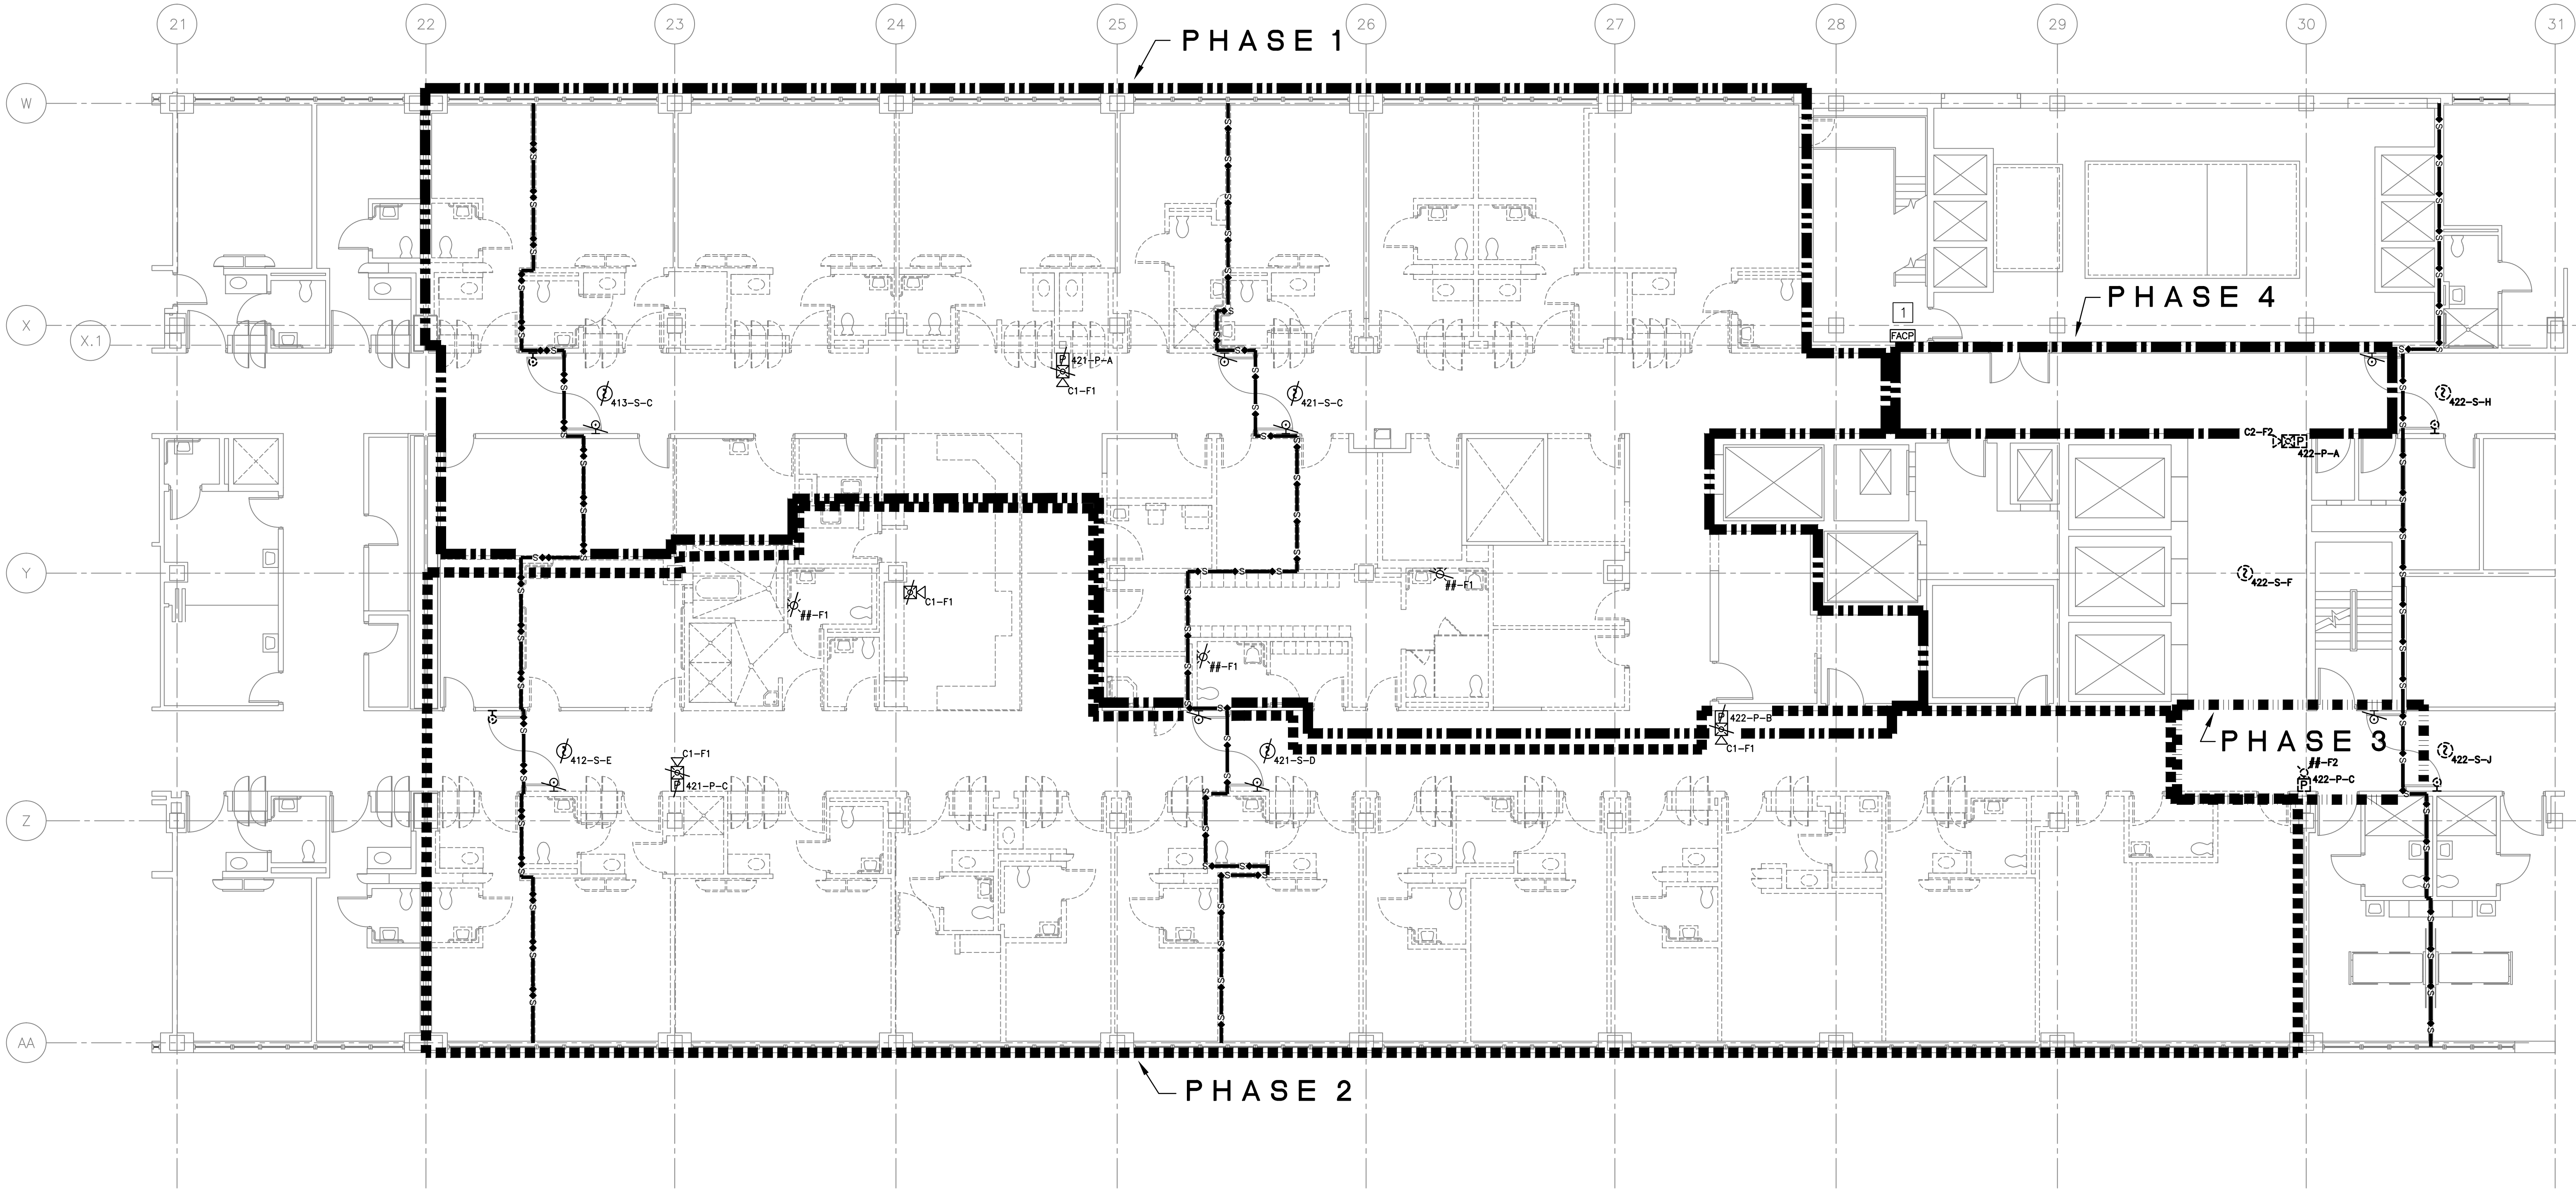 21 22 23 24 25 26 27 28 29 30 31
PHASE 1
W
PHASE 4
1
X
X.1
FACP
P 421-P-A
C1-F1
413-S-C
421-S-C
422-S-H
C2-F2
P
422-P-A
Y
422-S-F
C1-F1
##-F1
##-F1
##-F1
P 422-P-B
C1-F1
PHASE 3
412-S-E
C1-F1
421-S-D
422-S-J
##-F2
P 421-P-C
422-P-C
P
Z
AA
PHASE 2
S